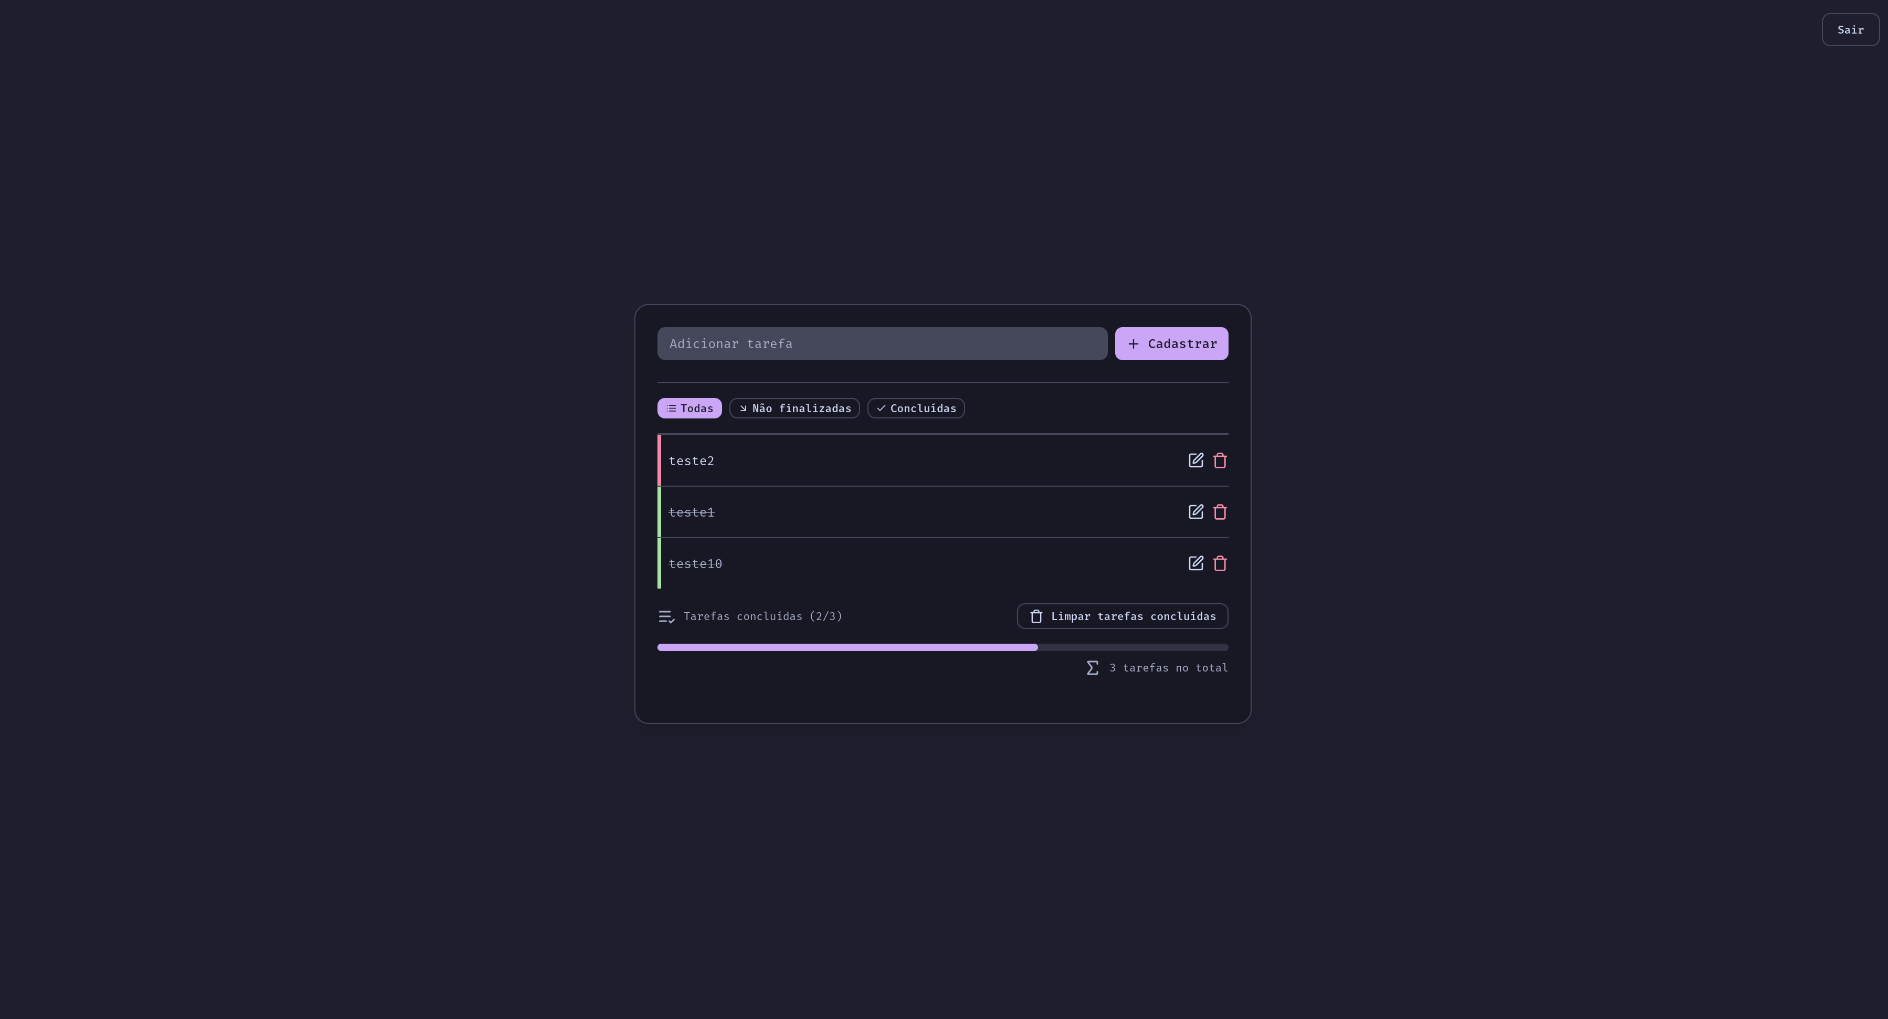 Sair
Adicionar tarefa
+ Cadastrar
Todas
Não finalizadas
Concluídas
teste2
teste1
teste10
Tarefas concluídas (2/3)
Limpar tarefas concluídas
3 tarefas no total